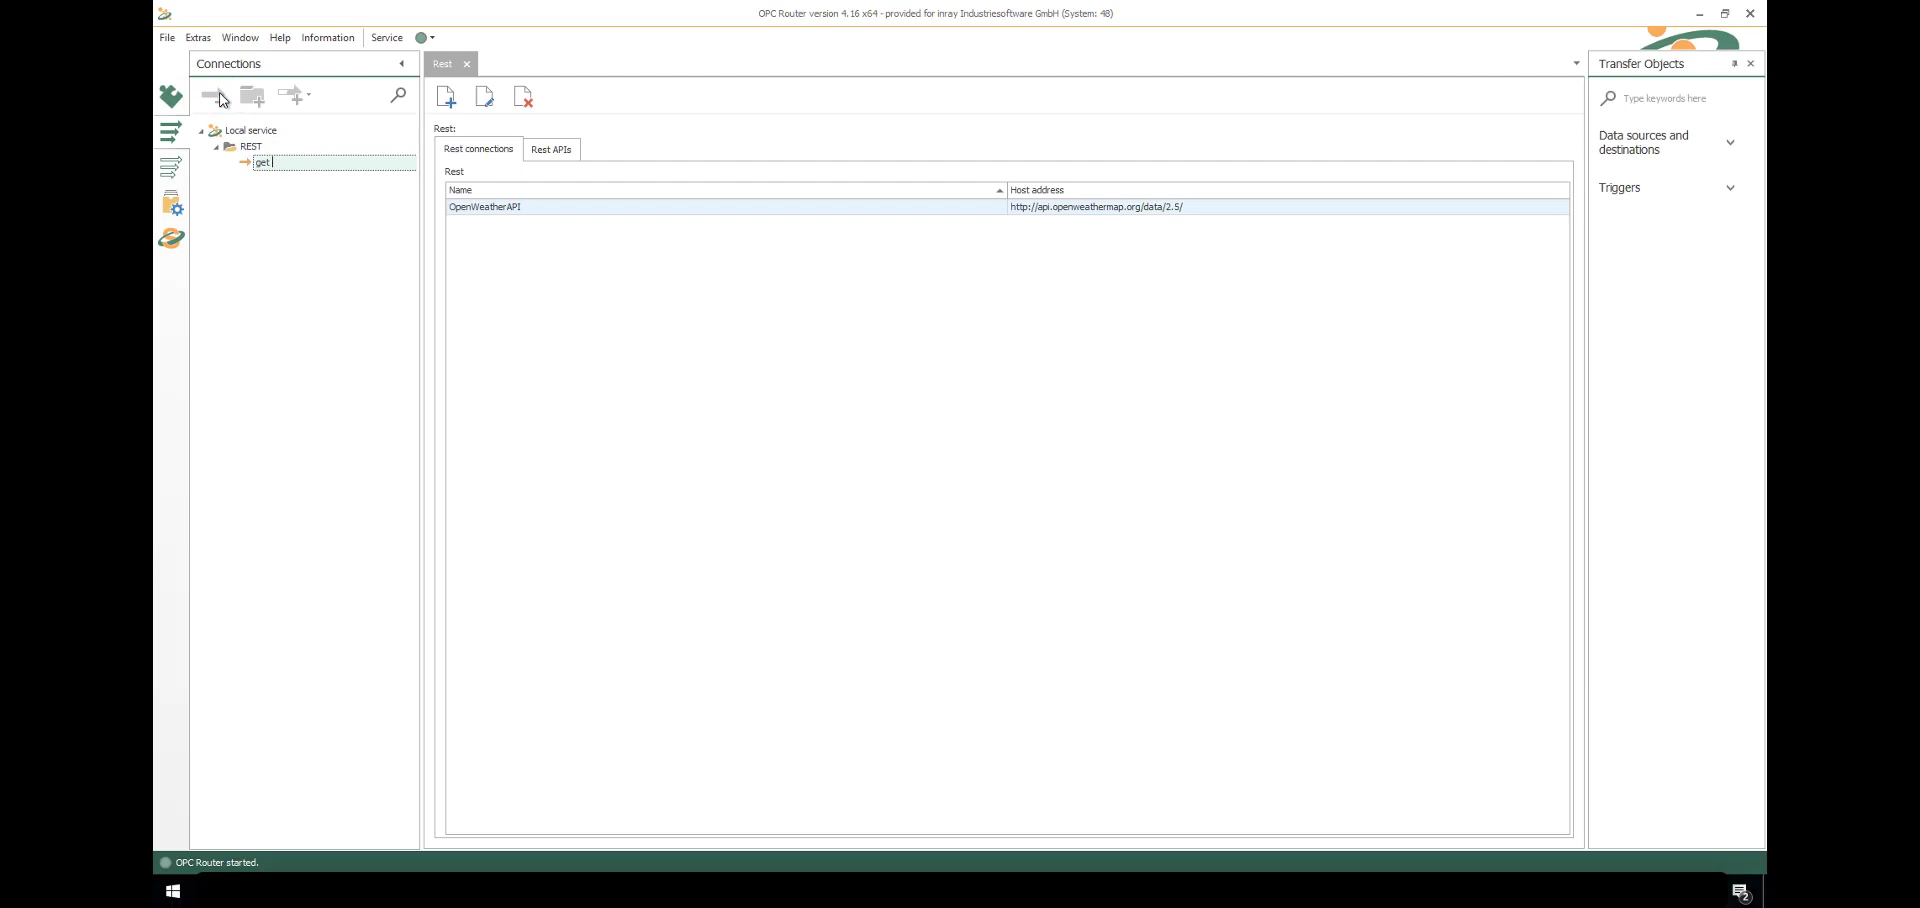 OPC Router version 4.16 x64 - provided for inray Industriesoftware GmbH (System: 48)
File Extras Window Help Information Service
Connections
Rest
Transfer Objects
Type keywords here
Local service
REST
get
Rest:
Rest connections Rest APIs
Rest
Name Host address
OpenWeatherAPI http://api.openweathermap.org/data/2.5/
Data sources and
destinations
Triggers
OPC Router started.
2